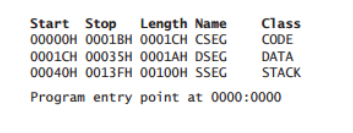 Start Stop Length Name Class
00000H 0001BH 0001CH CSEG CODE
0001CH 00035H 0001AH DSEG DATA
00040H 0013FH 00100H SSEG STACK
Program entry point at 0000:0000